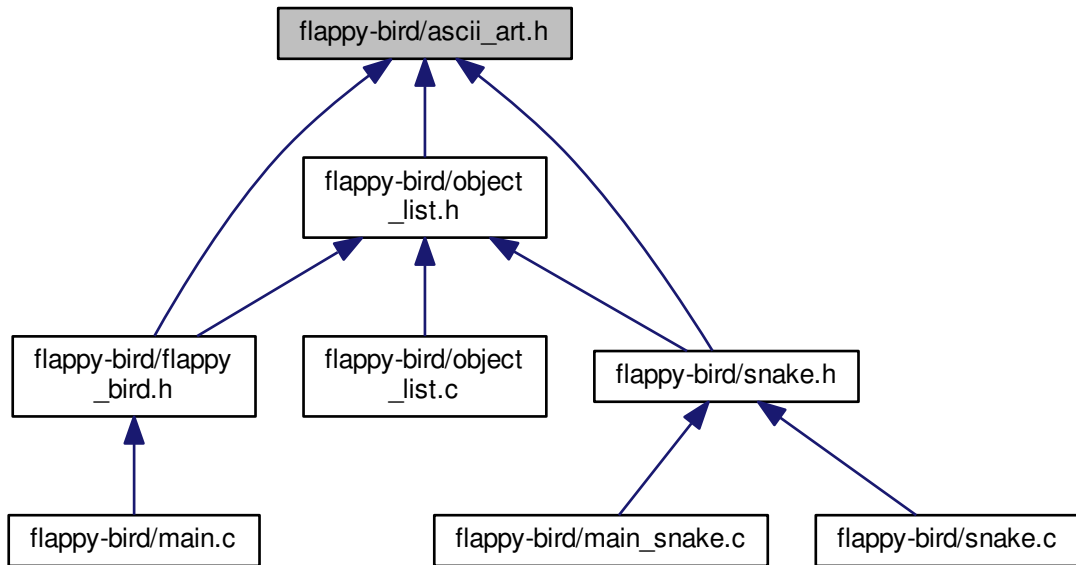 flappy-bird/ascii_art.h
flappy-bird/object
_list.h
flappy-bird/flappy
_bird.h
flappy-bird/object
_list.c
flappy-bird/snake.h
flappy-bird/main.c
flappy-bird/main_snake.c
flappy-bird/snake.c